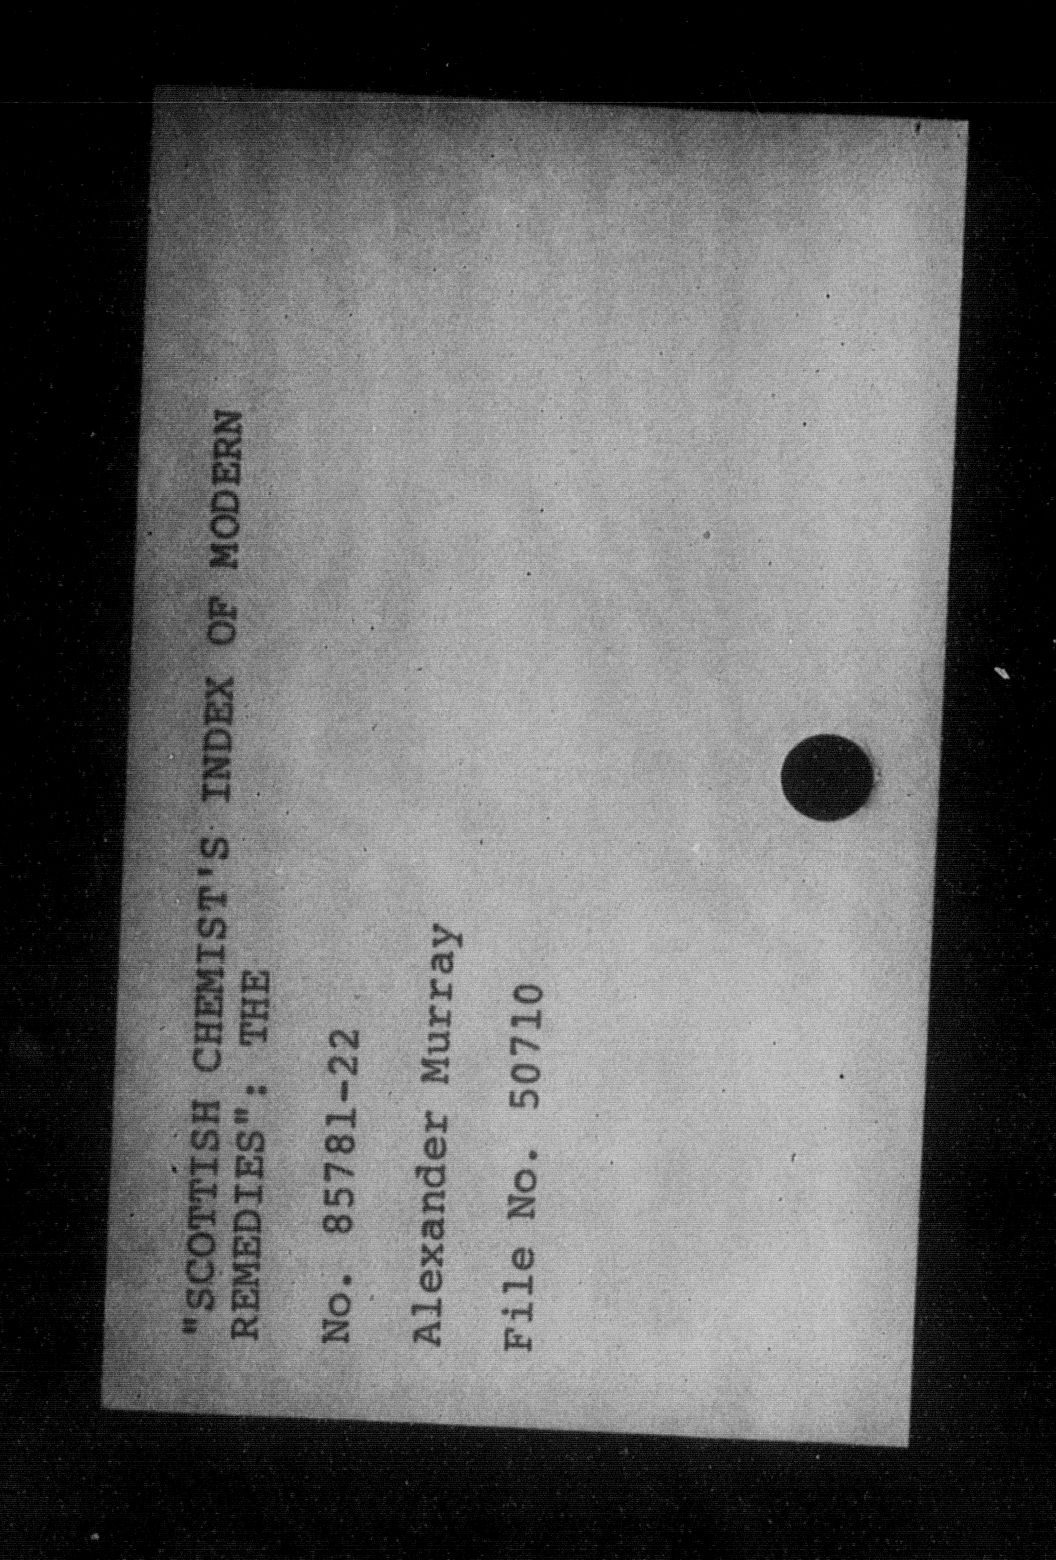 "SCOTTISH CHEMIST'S INDEX OF MODERN
REMEDIES": THE
No. 85781-22
Alexander Murray
File No. 50710